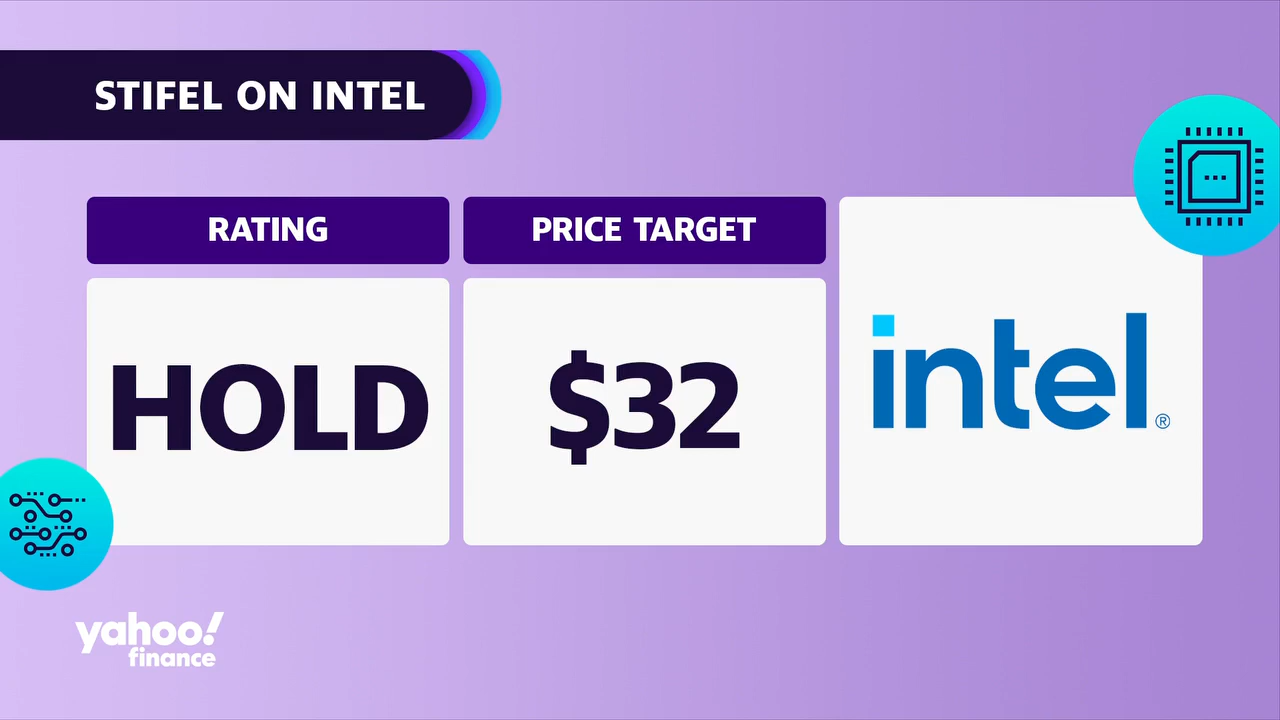 STIFEL ON INTEL
RATING
PRICE TARGET
HOLD
$32
intel®
yahoo!
finance